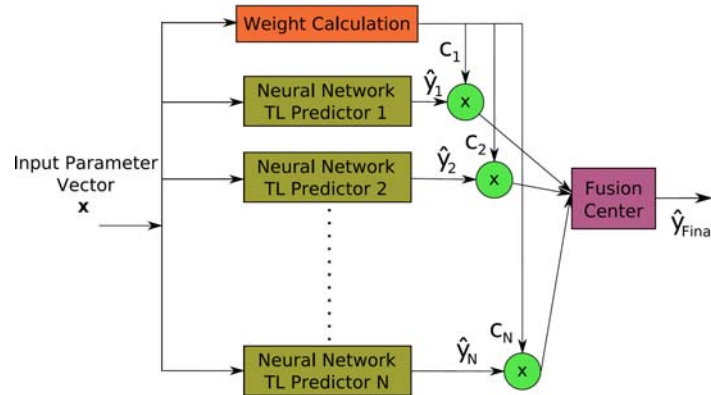 Weight Calculation
C1
Neural Network
TL Predictor 1
ŷ1
x
C2
Neural Network
TL Predictor 2
ŷ2
x
Input Parameter
Vector
x
Fusion
Center
ŷFina
CN
Neural Network
TL Predictor N
ŷN
x